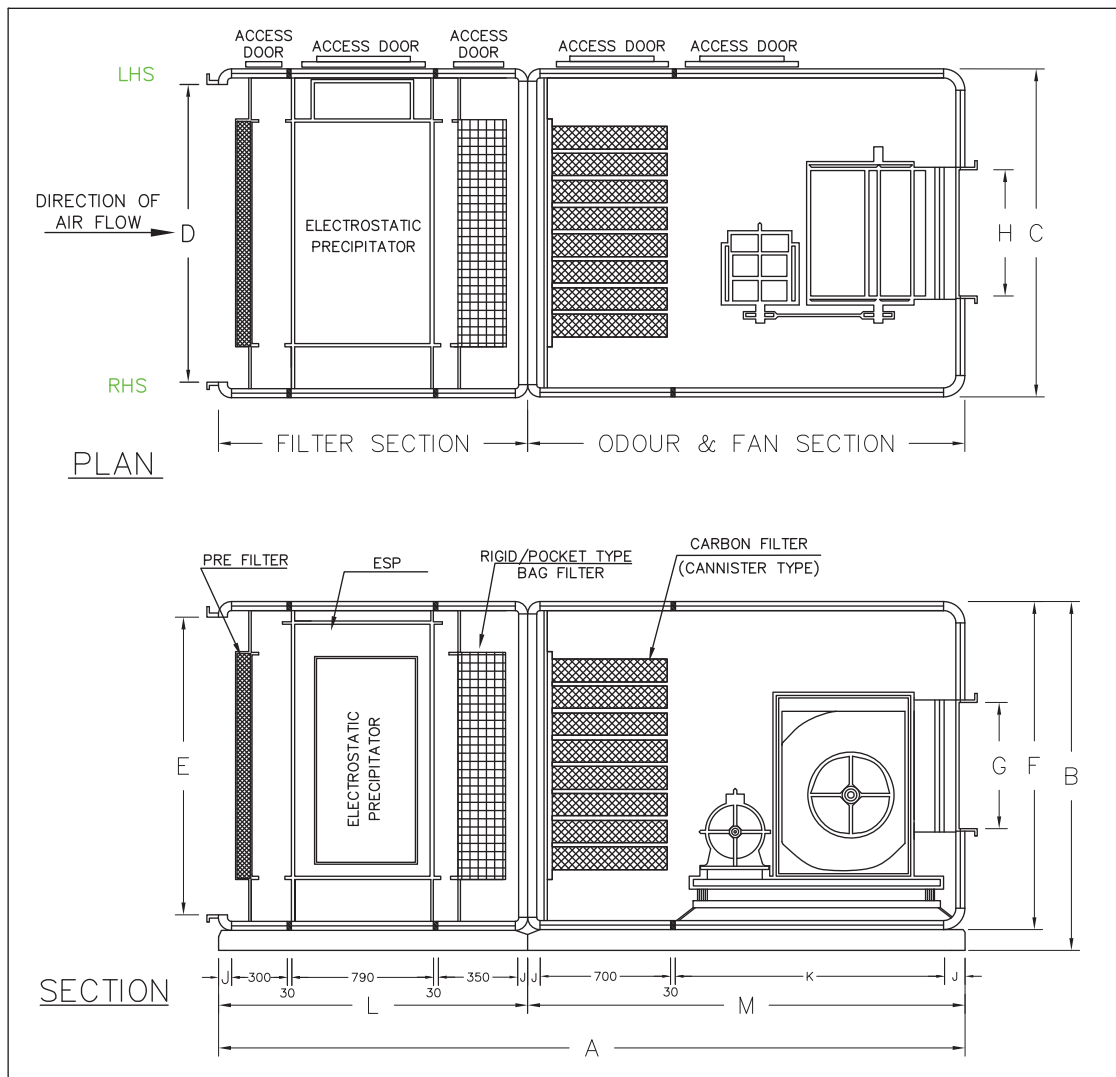 ACCESS
DOOR
ACCESS DOOR
ACCESS
DOOR
ACCESS DOOR
ACCESS DOOR
LHS
DIRECTION OF
AIR FLOW
D
ELECTROSTATIC
PRECIPITATOR
H
C
RHS
FILTER SECTION
ODOUR & FAN SECTION
PLAN
PRE FILTER
ESP
RIGID/POCKET TYPE
BAG FILTER
CARBON FILTER
(CANNISTER TYPE)
E
ELECTROSTATIC
PRECIPITATOR
G
F
B
SECTION
J
300
30
790
30
350
J
J
700
30
K
J
L
M
A